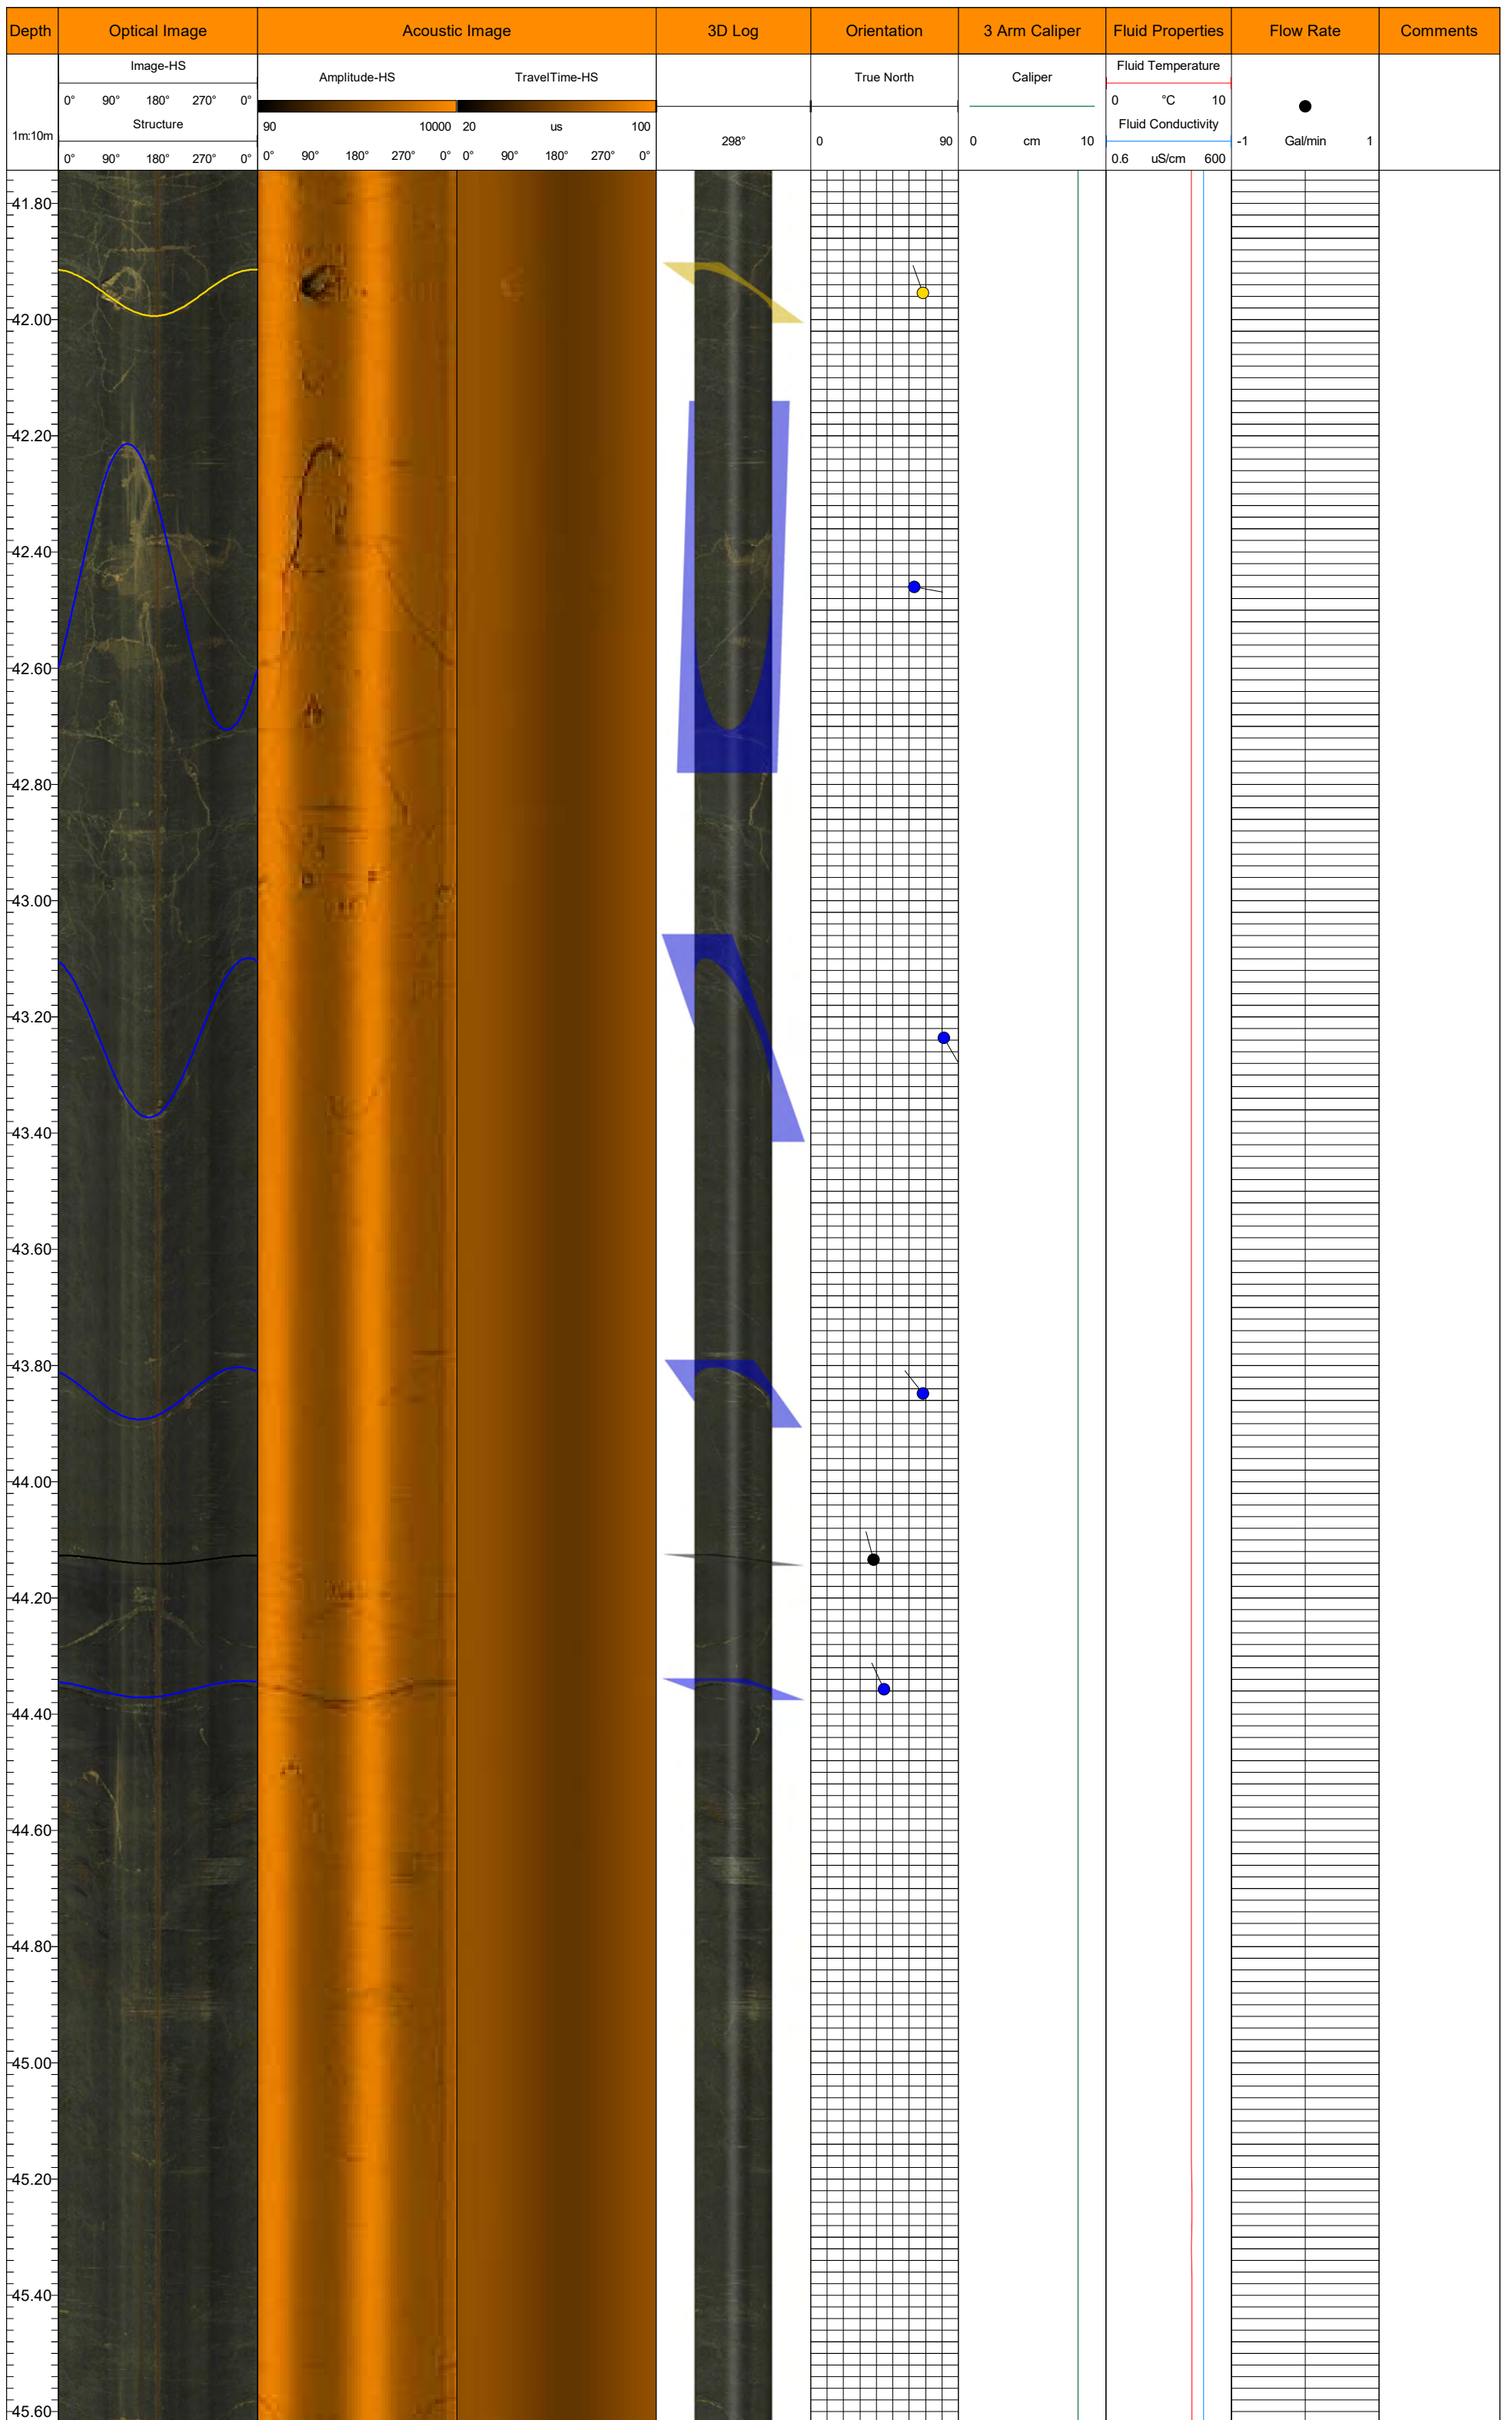 Depth Optical Image Acoustic Image 3D Log Orientation 3 Arm Caliper Fluid Properties Flow Rate Comments
Image-HS Fluid Temperature
Amplitude-HS TravelTime-HS True North Caliper
0° 90° 180° 270° 0° 0 °C 10
Structure Fluid Conductivity
1m:10m 90 10000 20 us 100 298° 0 90 0 cm 10 -1 Gal/min 1
0° 90° 180° 270° 0° 0° 90° 180° 270° 0° 0° 90° 180° 270° 0° 0.6 uS/cm 600
41.80
42.00
42.20
42.40
42.60
42.80
43.00
43.20
43.40
43.60
43.80
44.00
44.20
44.40
44.60
44.80
45.00
45.20
45.40
45.60